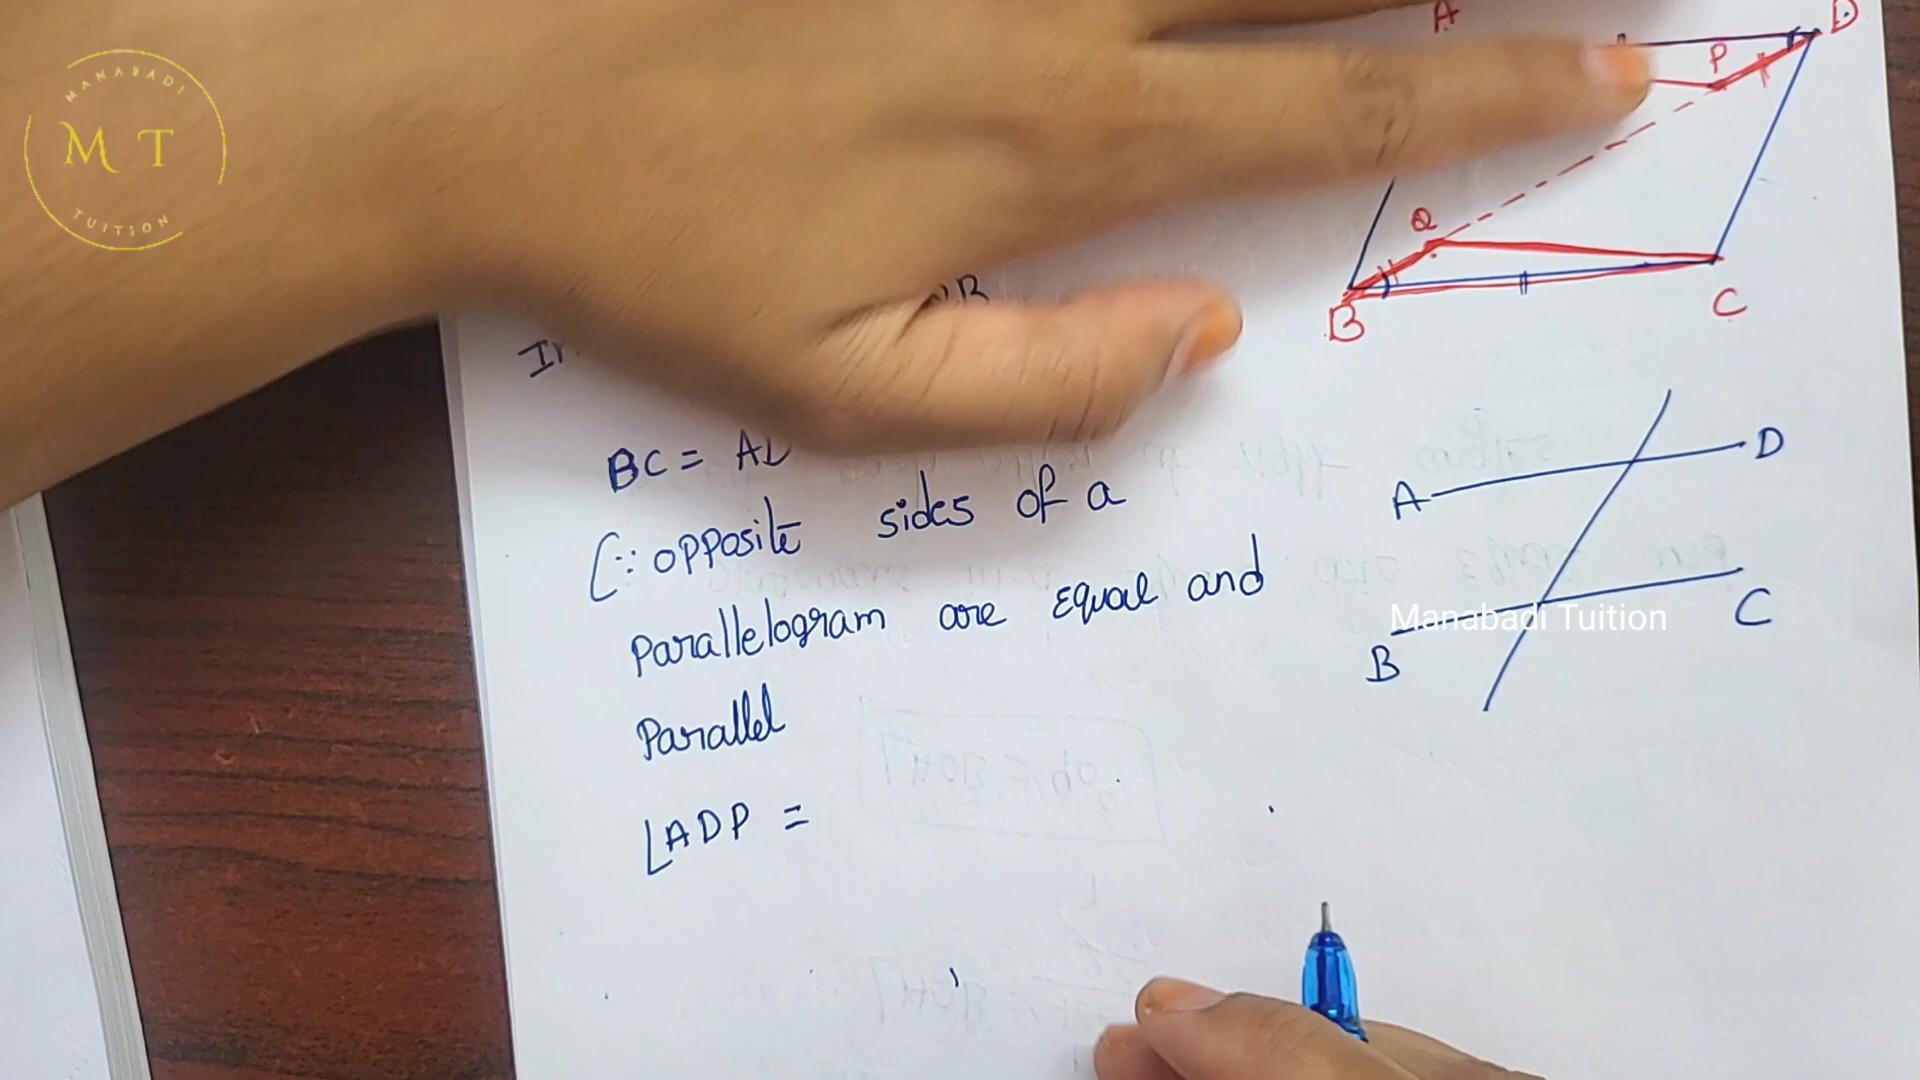 MANABADI
M T
TUITION
A
D
P
Q
B
C
BC = AD
[∵ opposite sides of a
Parallelogram are Equal and
Parallel
∠ADP =
A
D
B
C
Manabadi Tuition